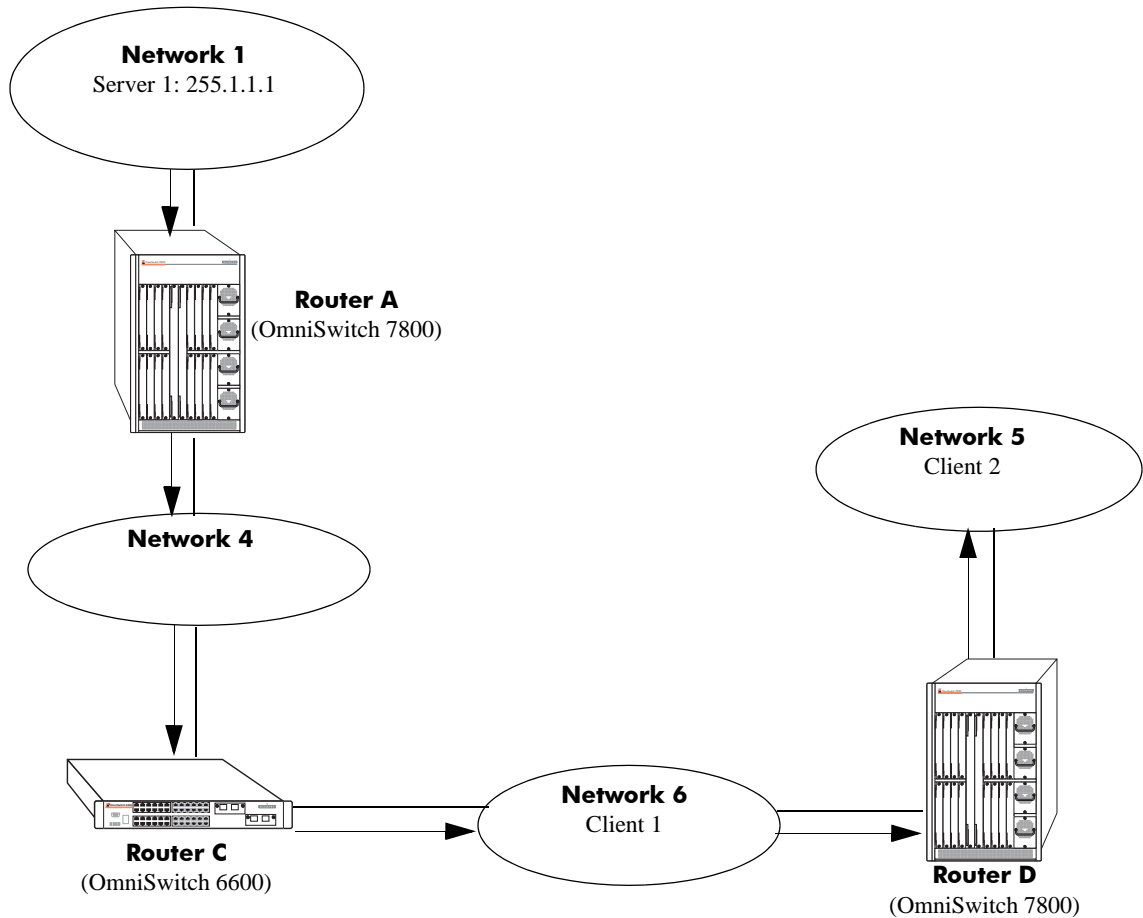 Network 1
Server 1: 255.1.1.1
Router A
(OmniSwitch 7800)
Network 5
Client 2
Network 4
Network 6
Client 1
Router C
(OmniSwitch 6600)
Router D
(OmniSwitch 7800)